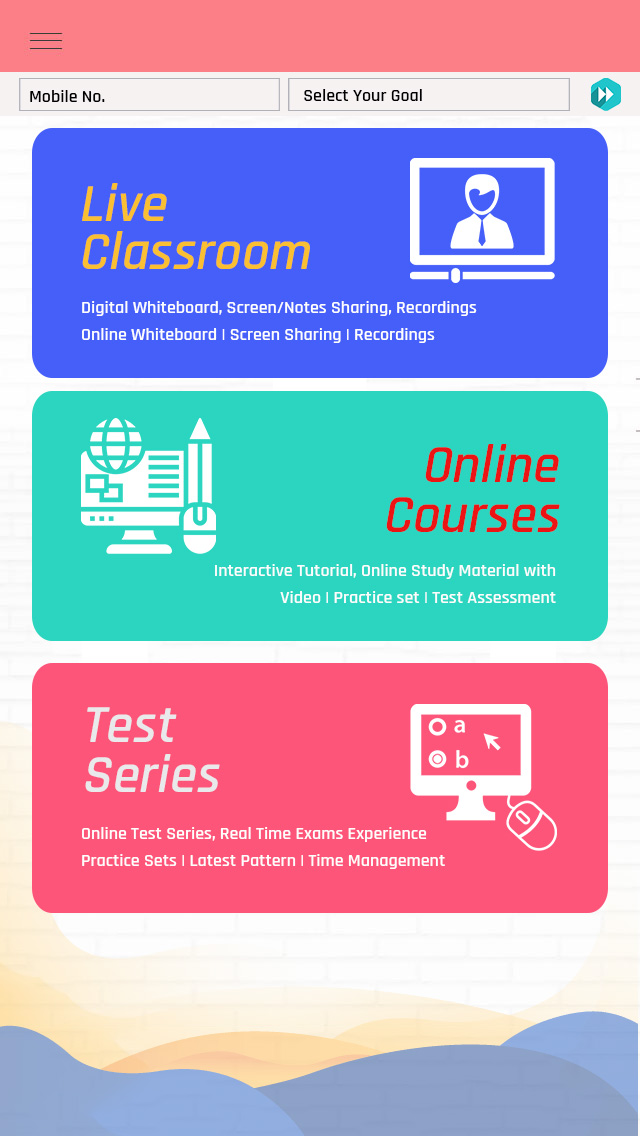 Mobile No.
Select Your Goal
Live
Classroom
Digital Whiteboard, Screen/Notes Sharing, Recordings
Online Whiteboard | Screen Sharing | Recordings
Online
Courses
Interactive Tutorial, Online Study Material with
Video | Practice set | Test Assessment
Test
Series
a
b
Online Test Series, Real Time Exams Experience
Practice Sets | Latest Pattern | Time Management